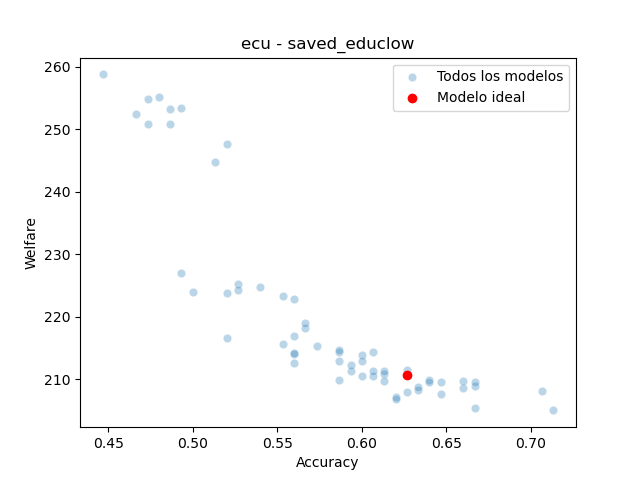 ecu - saved_educlow
Todos los modelos
Modelo ideal
260
250
240
230
220
210
Welfare
0.45 0.50 0.55 0.60 0.65 0.70
Accuracy